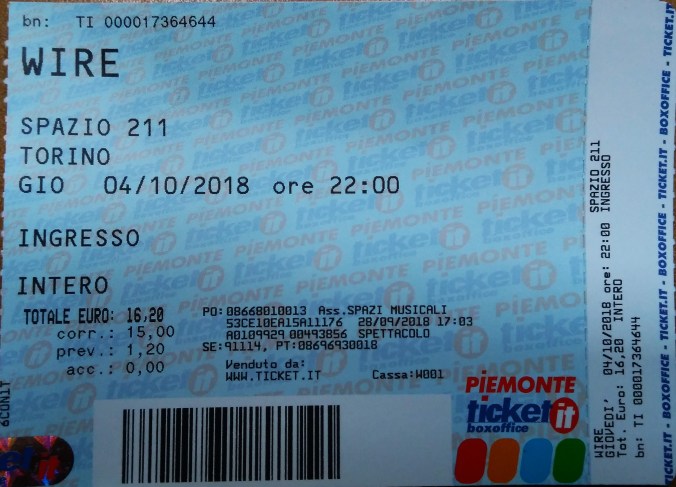 bn: TI 000017364644
WIRE
SPAZIO 211
TORINO
GIO 04/10/2018 ore 22:00
INGRESSO
INTERO
TOTALE EURO: 16,20
corr.: 15,00
prev.: 1,20
acc.: 0,00
PO:08668010013 Ass.SPAZI MUSICALI
53CE10EA15A11176 28/09/2018 17:03
A0109929 00493856 SPETTACOLO
SE:91114, PT:08696930018
Venduto da:
WWW.TICKET.IT Cassa:W001
PiEMONTE
ticket it
boxoffice
6CON1T
WIRE SPAZIO 211
GIOVEDI' 04/10/2018 ore: 22:00 INGRESSO
Tot. Euro: 16,20 INTERO
bn: TI 000017364644
BOXOFFICE - TICKET.IT - BOXOFFICE - TICKET.IT - BOXOFFICE - TICKET.IT